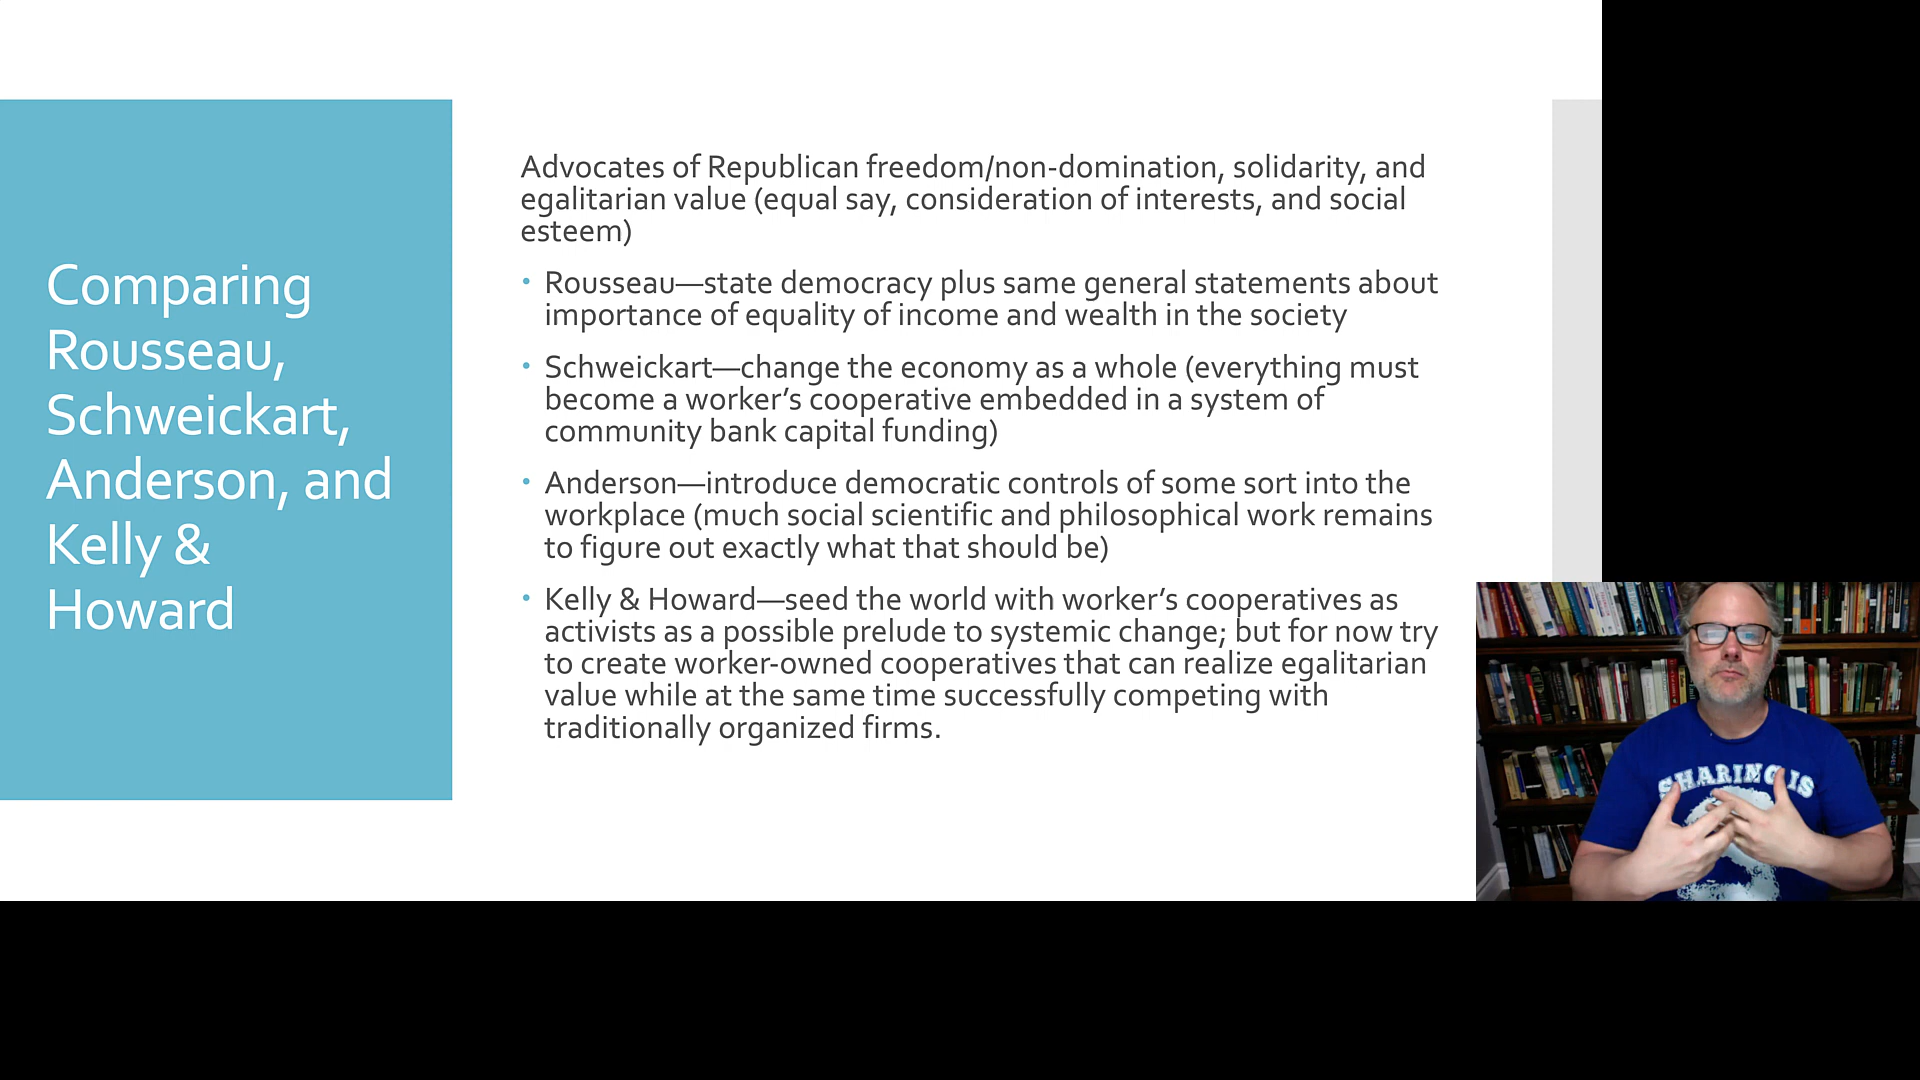 Comparing
Rousseau,
Schweickart,
Anderson, and
Kelly &
Howard
Advocates of Republican freedom/non-domination, solidarity, and
egalitarian value (equal say, consideration of interests, and social
esteem)
• Rousseau—state democracy plus same general statements about
importance of equality of income and wealth in the society
• Schweickart—change the economy as a whole (everything must
become a worker’s cooperative embedded in a system of
community bank capital funding)
• Anderson—introduce democratic controls of some sort into the
workplace (much social scientific and philosophical work remains
to figure out exactly what that should be)
• Kelly & Howard—seed the world with worker’s cooperatives as
activists as a possible prelude to systemic change; but for now try
to create worker-owned cooperatives that can realize egalitarian
value while at the same time successfully competing with
traditionally organized firms.
SHARING IS